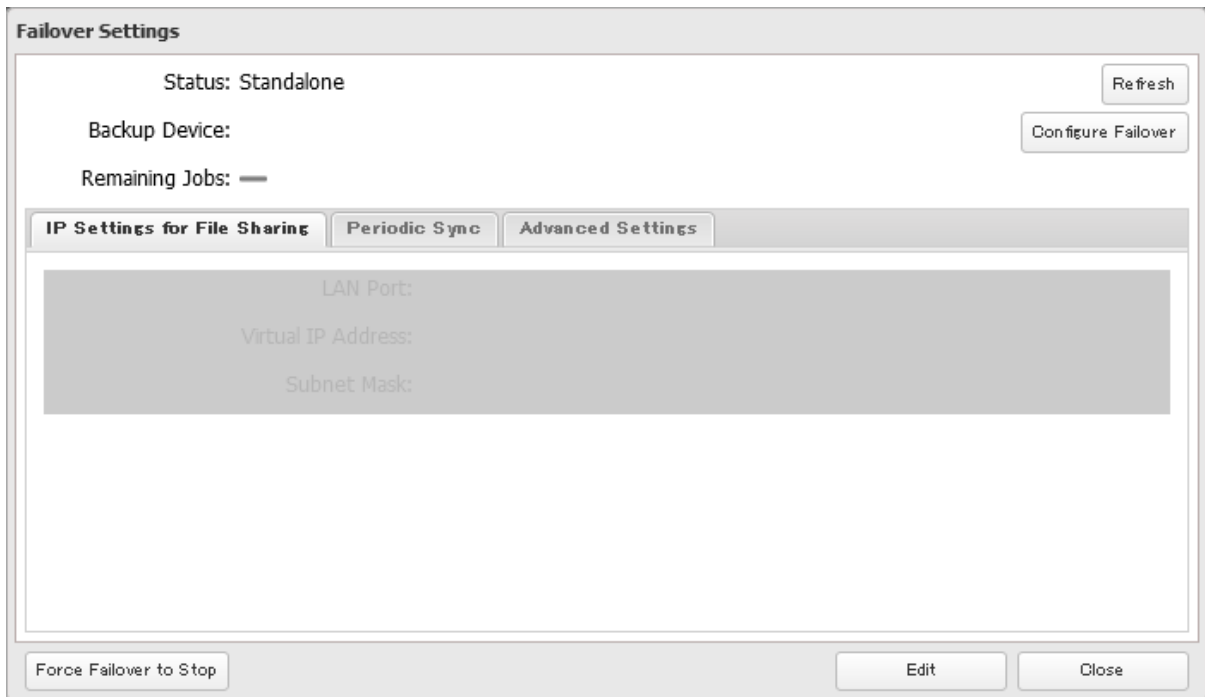 Failover Settings
Status: Standalone
Refresh
Backup Device:
Configure Failover
Remaining Jobs:
IP Settings for File Sharing
Periodic Sync
Advanced Settings
LAN Port:
Virtual IP Address:
Subnet Mask:
Force Failover to Stop
Edit
Close